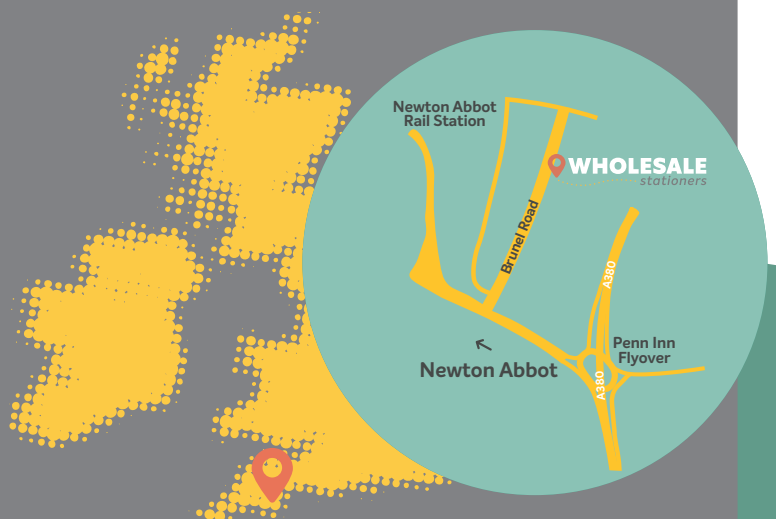 Newton Abbot
Rail Station
WHOLESALE
stationers
Brunel Road
A380
Penn Inn
Flyover
Newton Abbot
A380